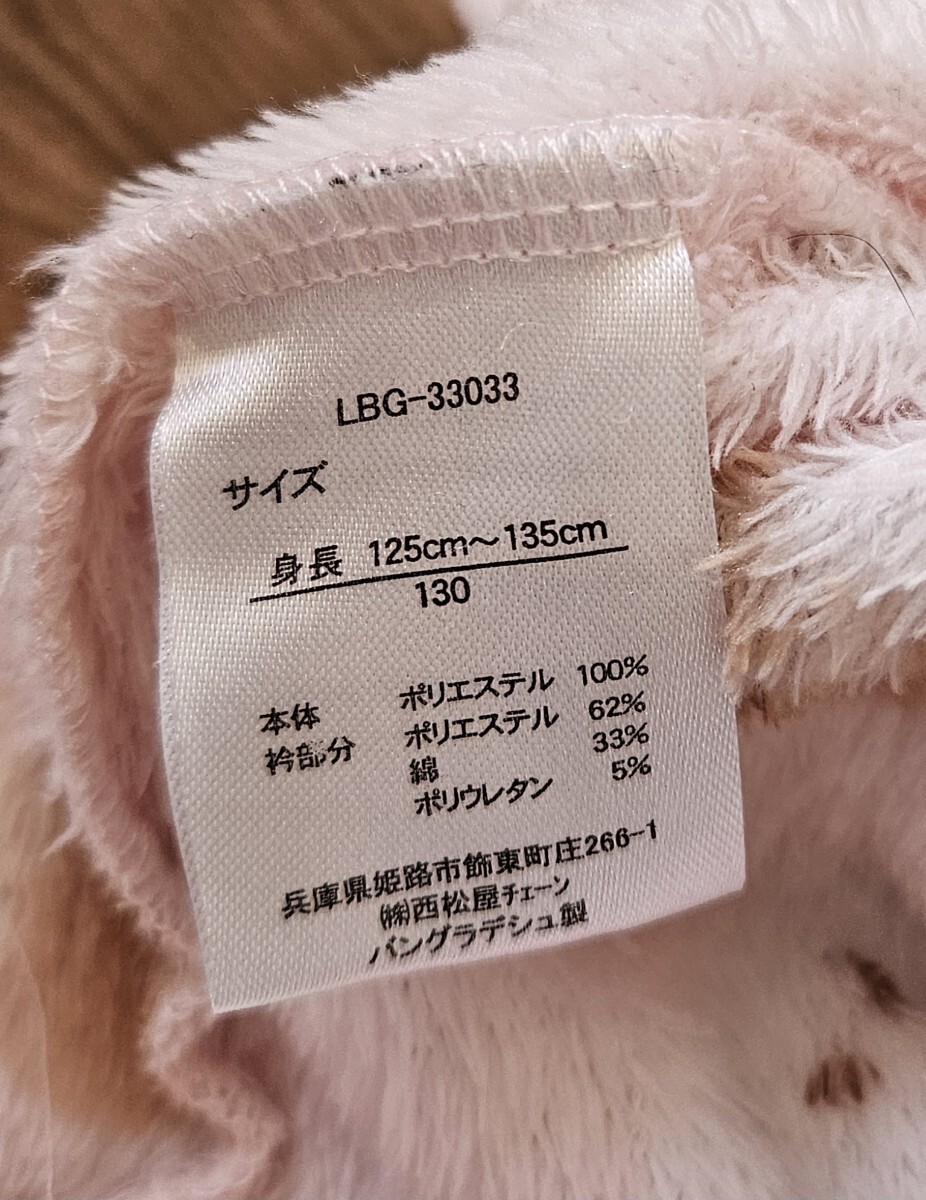 LBG-33033
サイズ
身長 125cm~135cm
130
本体 ポリエステル 100%
衿部分 ポリエステル 62%
綿 33%
ポリウレタン 5%
兵庫県姫路市飾東町庄266-1
㈱西松屋チェーン
バングラデシュ製